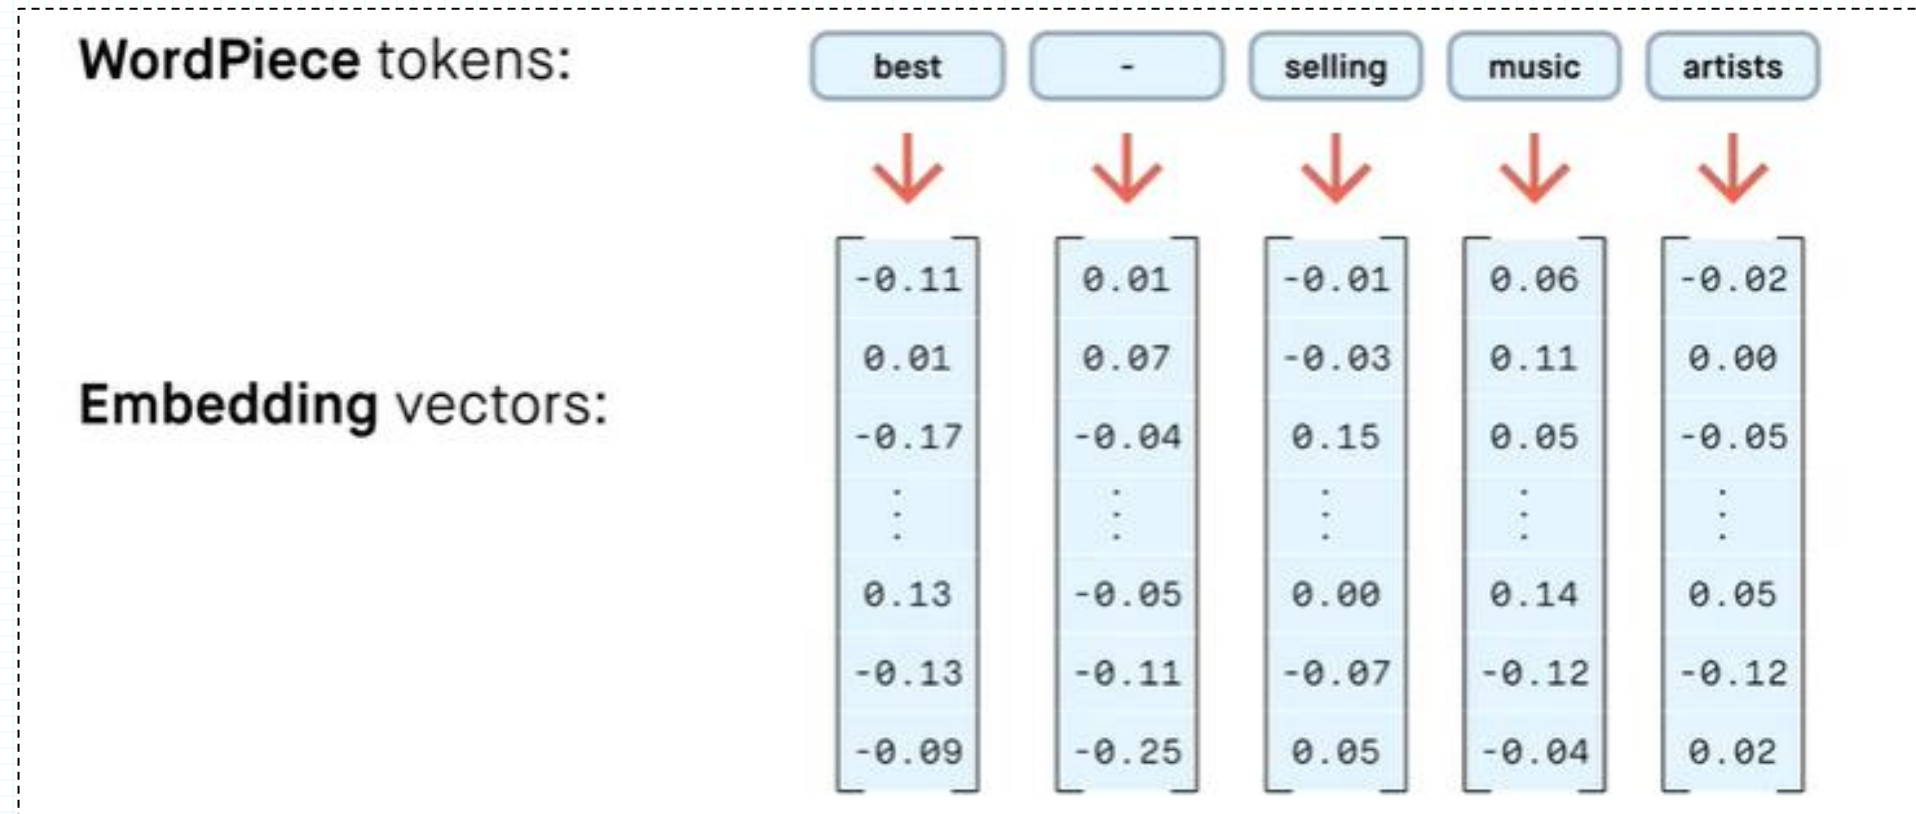 WordPiece tokens: best - selling music artists
-0.11 0.01 -0.01 0.06 -0.02
0.01 0.07 -0.03 0.11 0.00
Embedding vectors:
-0.17 -0.04 0.15 0.05 -0.05
⋮ ⋮ ⋮ ⋮ ⋮
0.13 -0.05 0.00 0.14 0.05
-0.13 -0.11 -0.07 -0.12 -0.12
-0.09 -0.25 0.05 -0.04 0.02